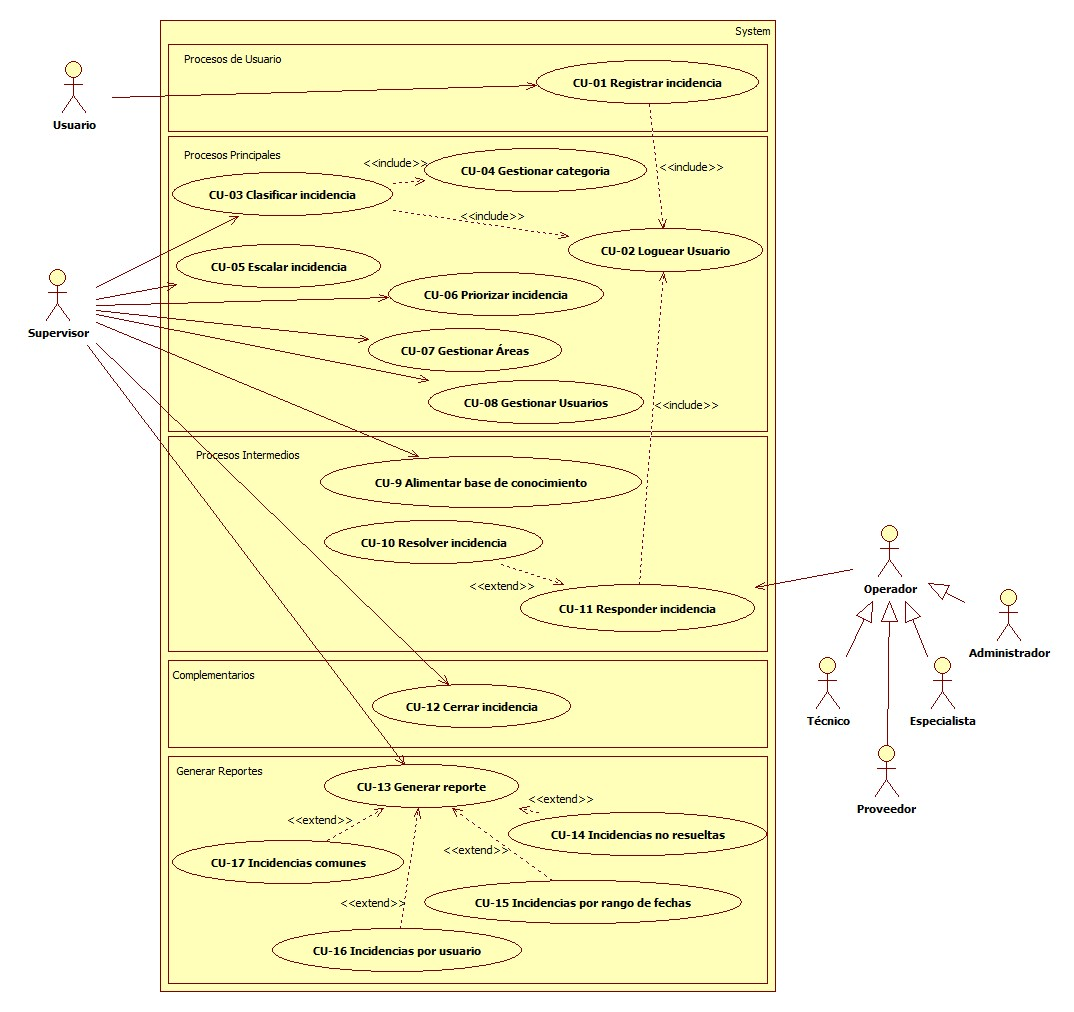 System
Procesos de Usuario
CU-01 Registrar incidencia
Usuario
Procesos Principales
<<include>>
CU-04 Gestionar categoria
<<include>>
CU-03 Clasificar incidencia
<<include>>
CU-02 Loguear Usuario
CU-05 Escalar incidencia
CU-06 Priorizar incidencia
Supervisor
CU-07 Gestionar Áreas
CU-08 Gestionar Usuarios
<<include>>
Procesos Intermedios
CU-9 Alimentar base de conocimiento
CU-10 Resolver incidencia
<<extend>>
CU-11 Responder incidencia
Operador
Administrador
Técnico
Especialista
Proveedor
Complementarios
CU-12 Cerrar incidencia
Generar Reportes
CU-13 Generar reporte
<<extend>>
<<extend>>
CU-14 Incidencias no resueltas
<<extend>>
CU-17 Incidencias comunes
<<extend>>
CU-15 Incidencias por rango de fechas
CU-16 Incidencias por usuario